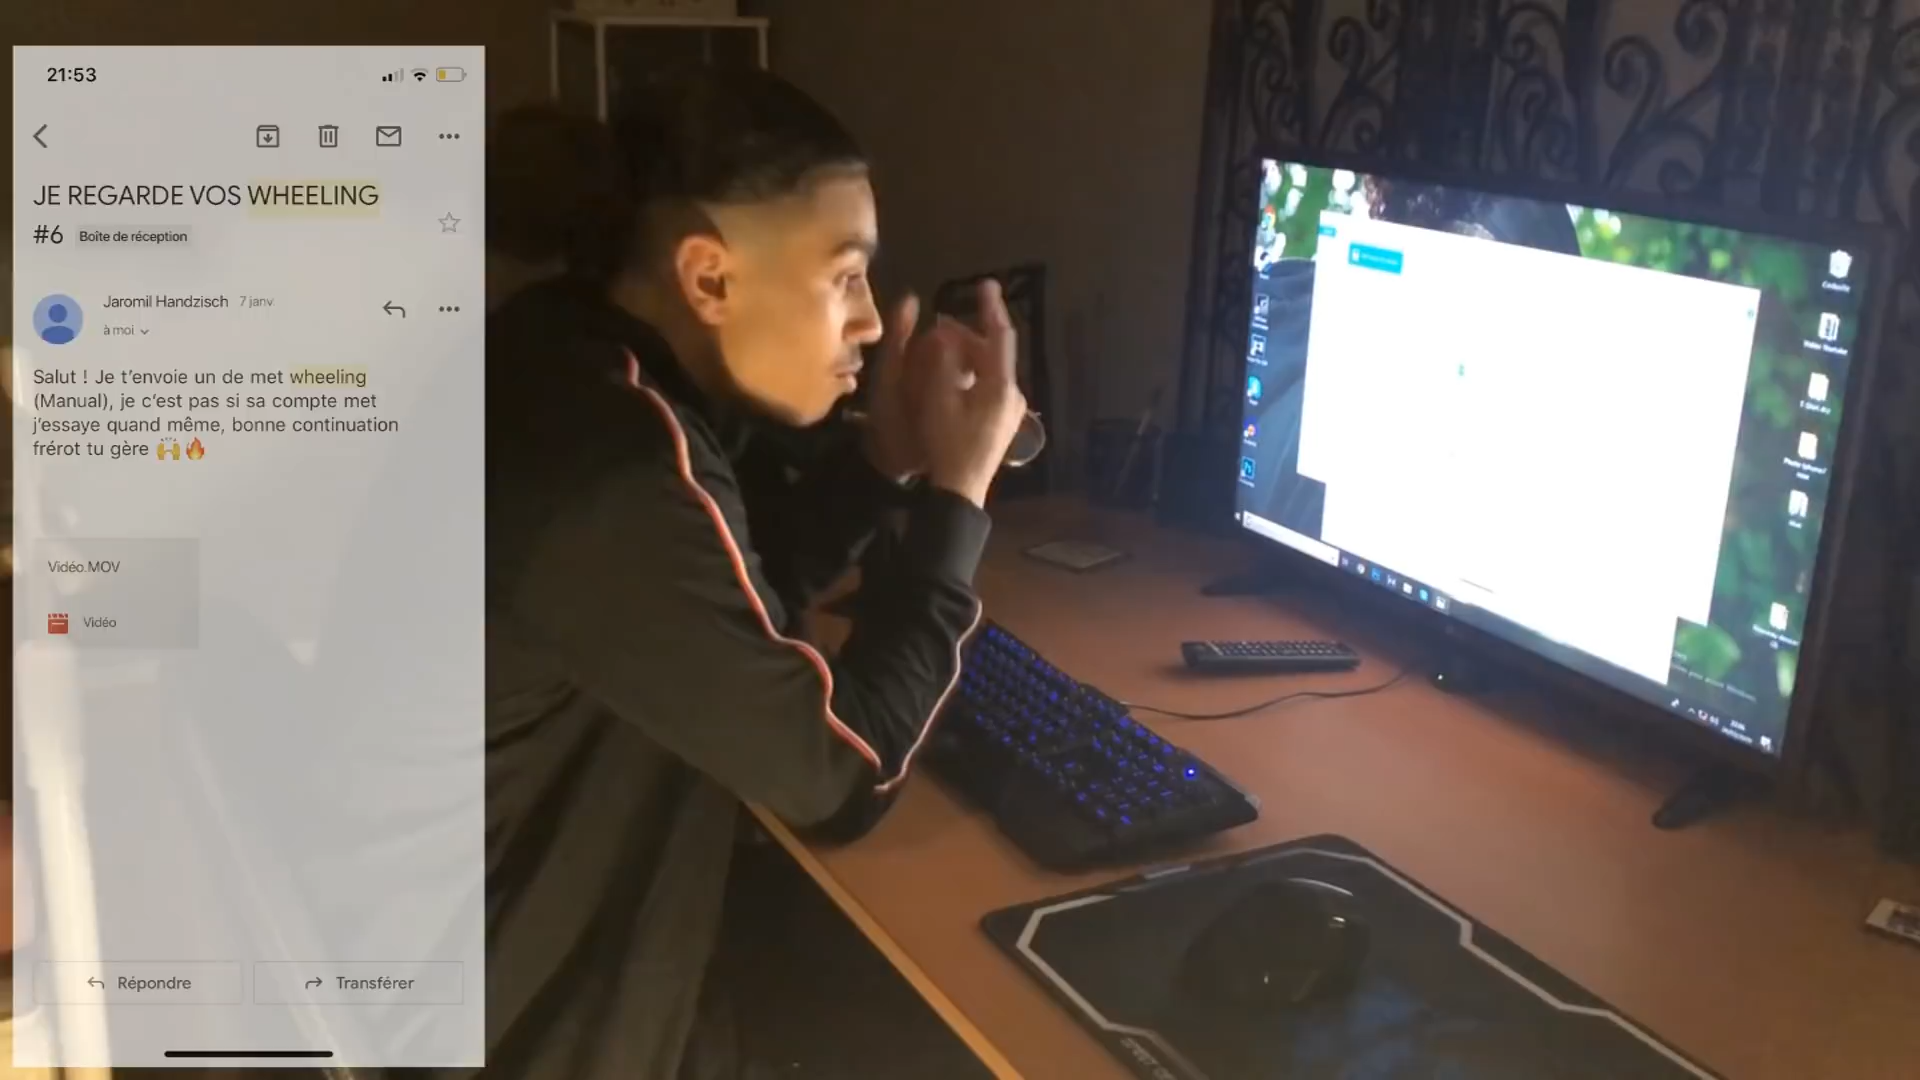 21:53
JE REGARDE VOS WHEELING
#6 Boîte de réception
Jaromil Handzisch 7 janv.
à moi
Salut ! Je t'envoie un de met wheeling
(Manual), je c'est pas si sa compte met
j'essaye quand même, bonne continuation
frérot tu gère 🙌🔥
Vidéo.MOV
Vidéo
Répondre Transférer